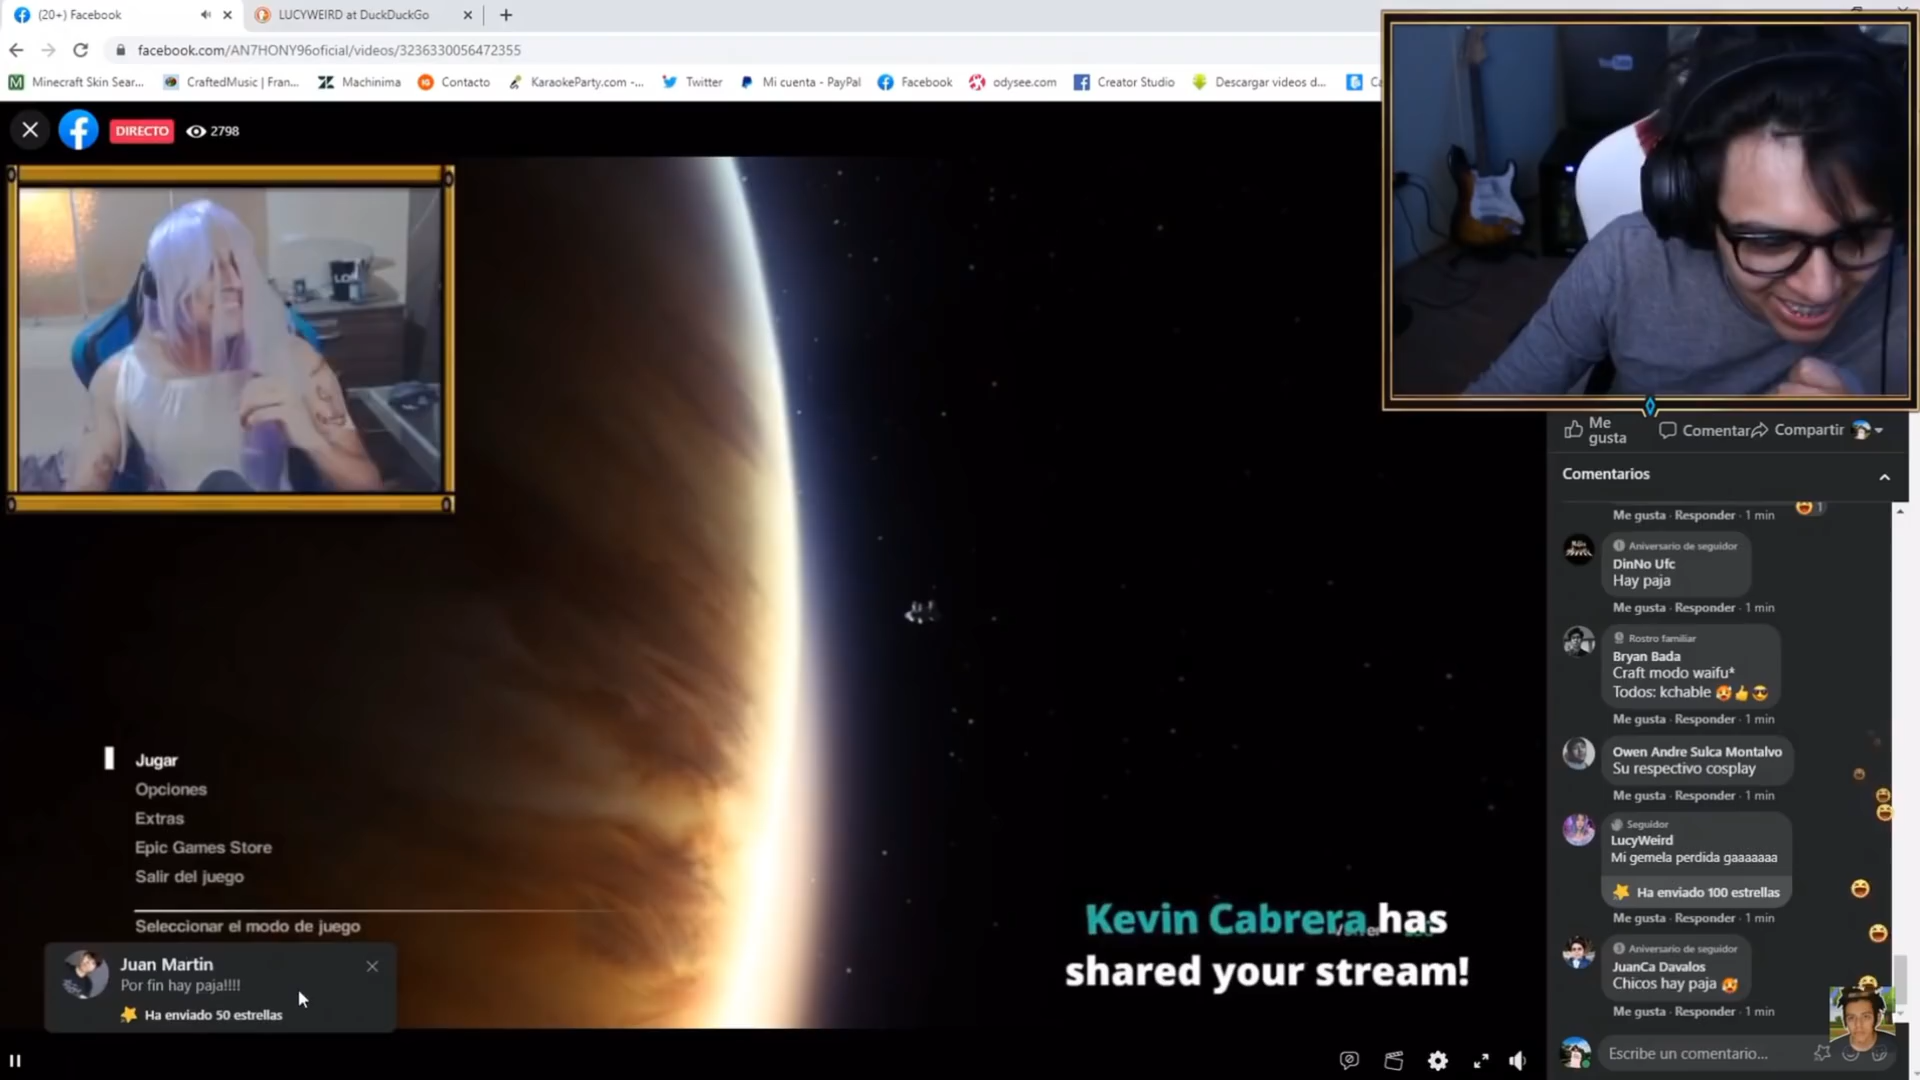 (20+) Facebook
LUCYWEIRD at DuckDuckGo
facebook.com/AN7HONY96oficial/videos/3236330056472355
Minecraft Skin Sear...
CraftedMusic | Fran...
Machinima
Contacto
KaraokeParty.com -...
Twitter
Mi cuenta - PayPal
Facebook
odysee.com
Creator Studio
Descargar videos d...
DIRECTO
2798
Jugar
Opciones
Extras
Epic Games Store
Salir del juego
Seleccionar el modo de juego
Juan Martin
Por fin hay paja!!!!
Ha enviado 50 estrellas
Kevin Cabrera has
shared your stream!
Me
gusta
Comentar
Compartir
Comentarios
1
Me gusta · Responder · 1 min
Aniversario de seguidor
DinNo Ufc
Hay paja
Me gusta · Responder · 1 min
Rostro familiar
Bryan Bada
Craft modo waifu*
Todos: kchable 🥵👍😎
Me gusta · Responder · 1 min
Owen Andre Sulca Montalvo
Su respectivo cosplay
Me gusta · Responder · 1 min
Seguidor
LucyWeird
Mi gemela perdida gaaaaaaa
Ha enviado 100 estrellas
Me gusta · Responder · 1 min
Aniversario de seguidor
JuanCa Davalos
Chicos hay paja 🥵
Me gusta · Responder · 1 min
Escribe un comentario...